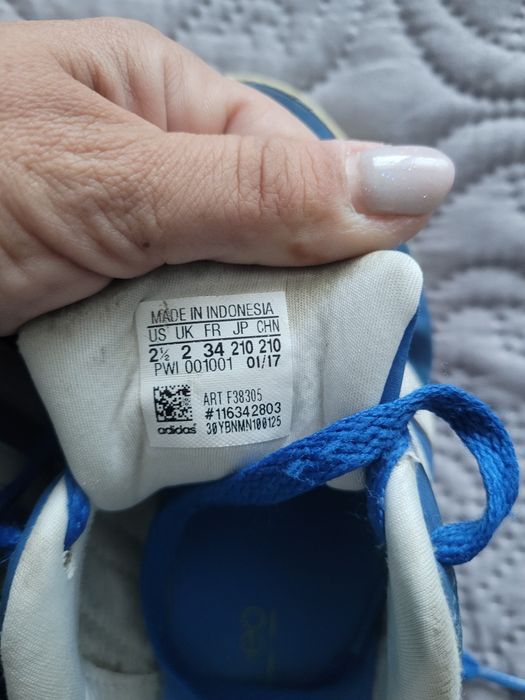 MADE IN INDONESIA
US UK FR JP CHN
2½ 2 34 210 210
PWI 001001 01/17
ART F38305
#116342803
adidas 30YBNMN100125